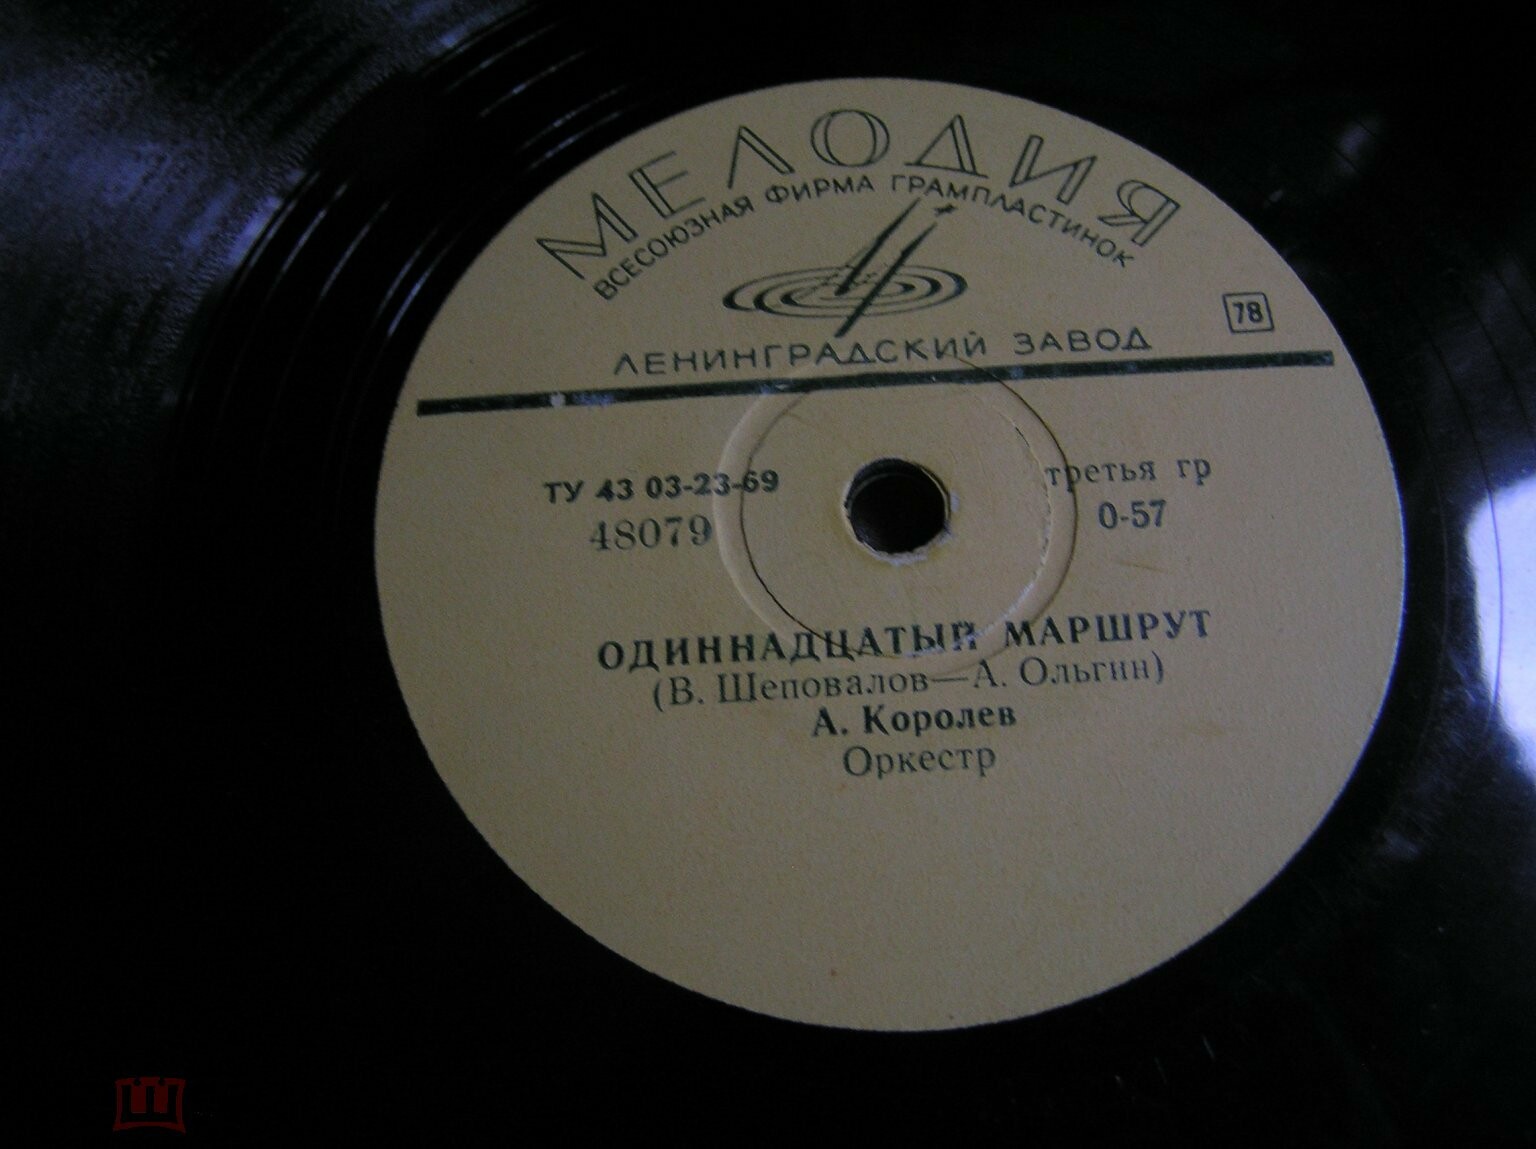 МЕЛОДИЯ
ВСЕСОЮЗНАЯ ФИРМА ГРАМПЛАСТИНОК
78
ЛЕНИНГРАДСКИЙ ЗАВОД
ТУ 43 03-23-69
третья гр
48079
0-57
ОДИННАДЦАТЫЙ МАРШРУТ
(В. Шеповалов—А. Ольгин)
А. Королев
Оркестр